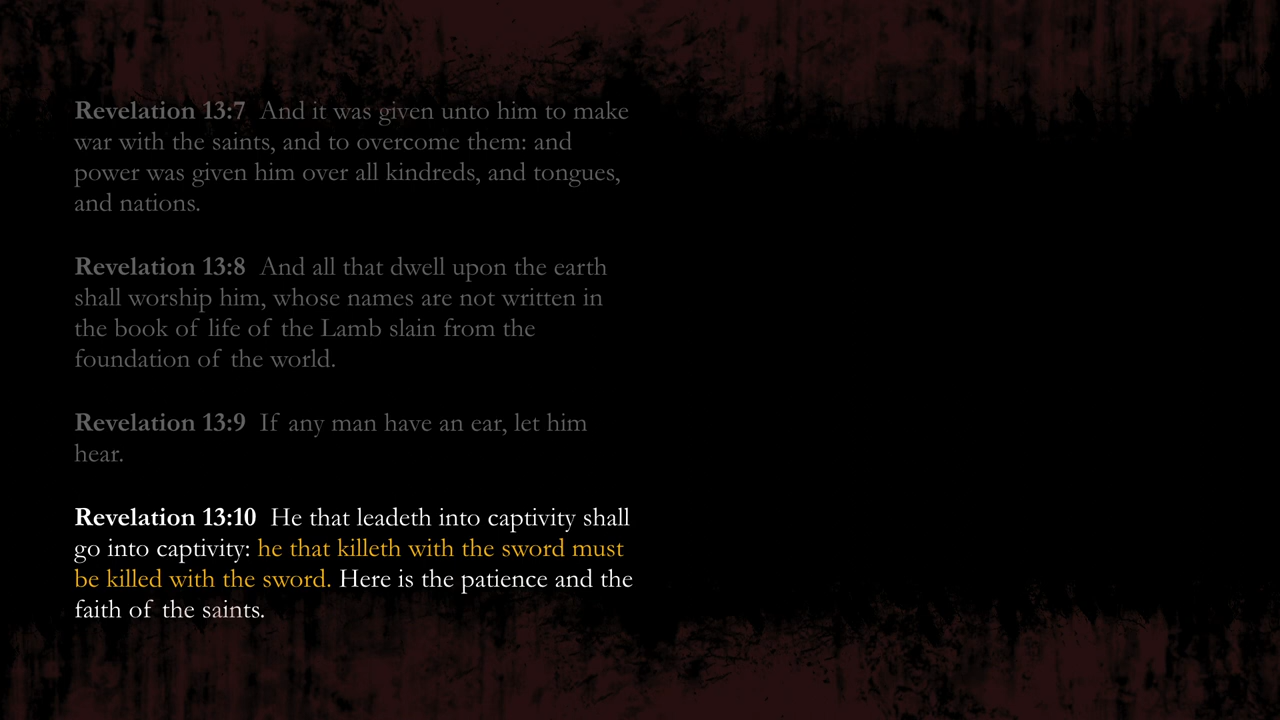 Revelation 13:7 And it was given unto him to make
war with the saints, and to overcome them: and
power was given him over all kindreds, and tongues,
and nations.
Revelation 13:8 And all that dwell upon the earth
shall worship him, whose names are not written in
the book of life of the Lamb slain from the
foundation of the world.
Revelation 13:9 If any man have an ear, let him
hear.
Revelation 13:10 He that leadeth into captivity shall
go into captivity: he that killeth with the sword must
be killed with the sword. Here is the patience and the
faith of the saints.